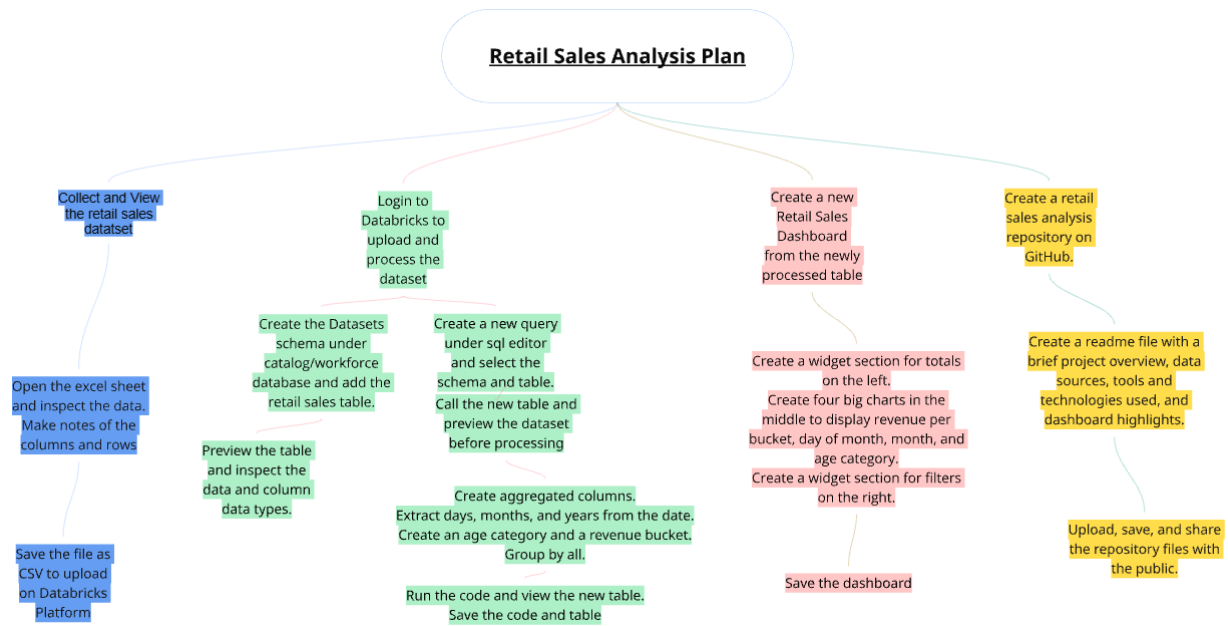 Retail Sales Analysis Plan
Collect and View
the retail sales
datatset
Open the excel sheet
and inspect the data.
Make notes of the
columns and rows
Save the file as
CSV to upload
on Databricks
Platform
Login to
Databricks to
upload and
process the
dataset
Create the Datasets
schema under
catalog/workforce
database and add the
retail sales table.
Preview the table
and inspect the
data and column
data types.
Create a new query
under sql editor
and select the
schema and table.
Call the new table and
preview the dataset
before processing
Create aggregated columns.
Extract days, months, and years from the date.
Create an age category and a revenue bucket.
Group by all.
Run the code and view the new table.
Save the code and table
Create a new
Retail Sales
Dashboard
from the newly
processed table
Create a widget section for totals
on the left.
Create four big charts in the
middle to display revenue per
bucket, day of month, month, and
age category.
Create a widget section for filters
on the right.
Save the dashboard
Create a retail
sales analysis
repository on
GitHub.
Create a readme file with a
brief project overview, data
sources, tools and
technologies used, and
dashboard highlights.
Upload, save, and share
the repository files with
the public.